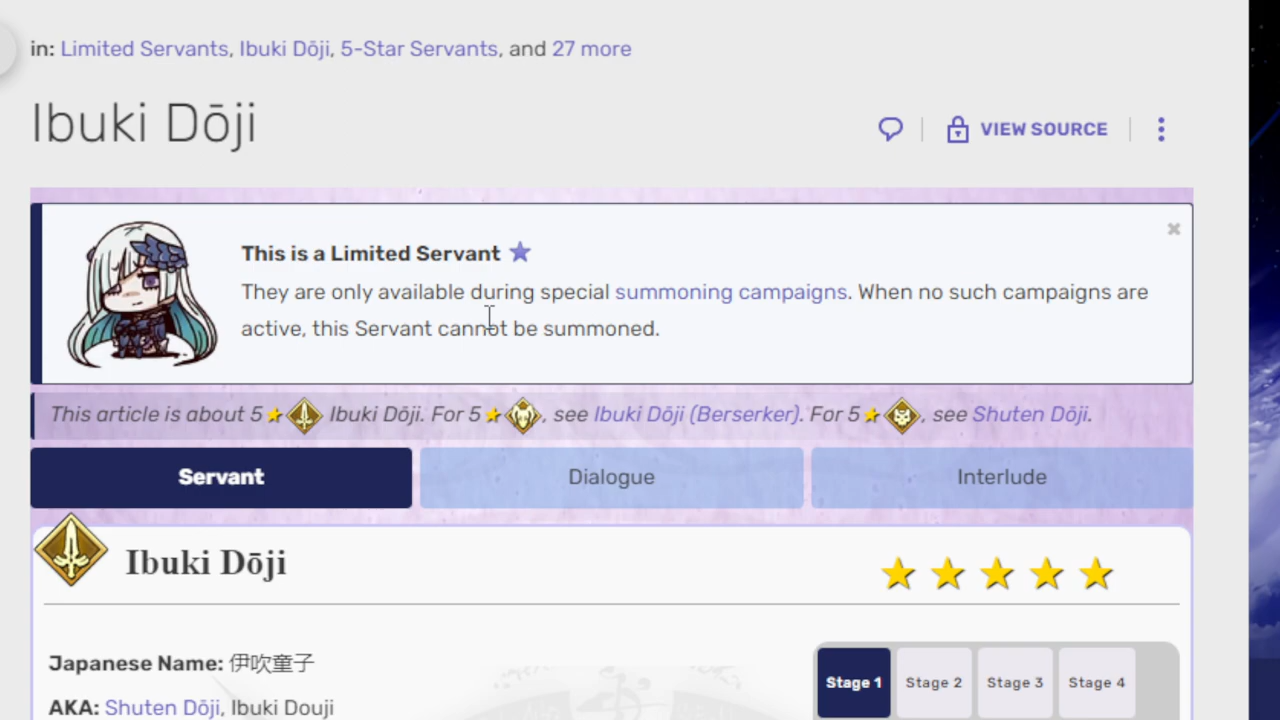 in: Limited Servants, Ibuki Dōji, 5-Star Servants, and 27 more
Ibuki Dōji
VIEW SOURCE
This is a Limited Servant
They are only available during special summoning campaigns. When no such campaigns are
active, this Servant cannot be summoned.
This article is about 5 Ibuki Dōji. For 5 , see Ibuki Dōji (Berserker). For 5 , see Shuten Dōji.
Servant
Dialogue
Interlude
Ibuki Dōji
Japanese Name: 伊吹童子
Stage 1
Stage 2
Stage 3
Stage 4
AKA: Shuten Dōji, Ibuki Douji